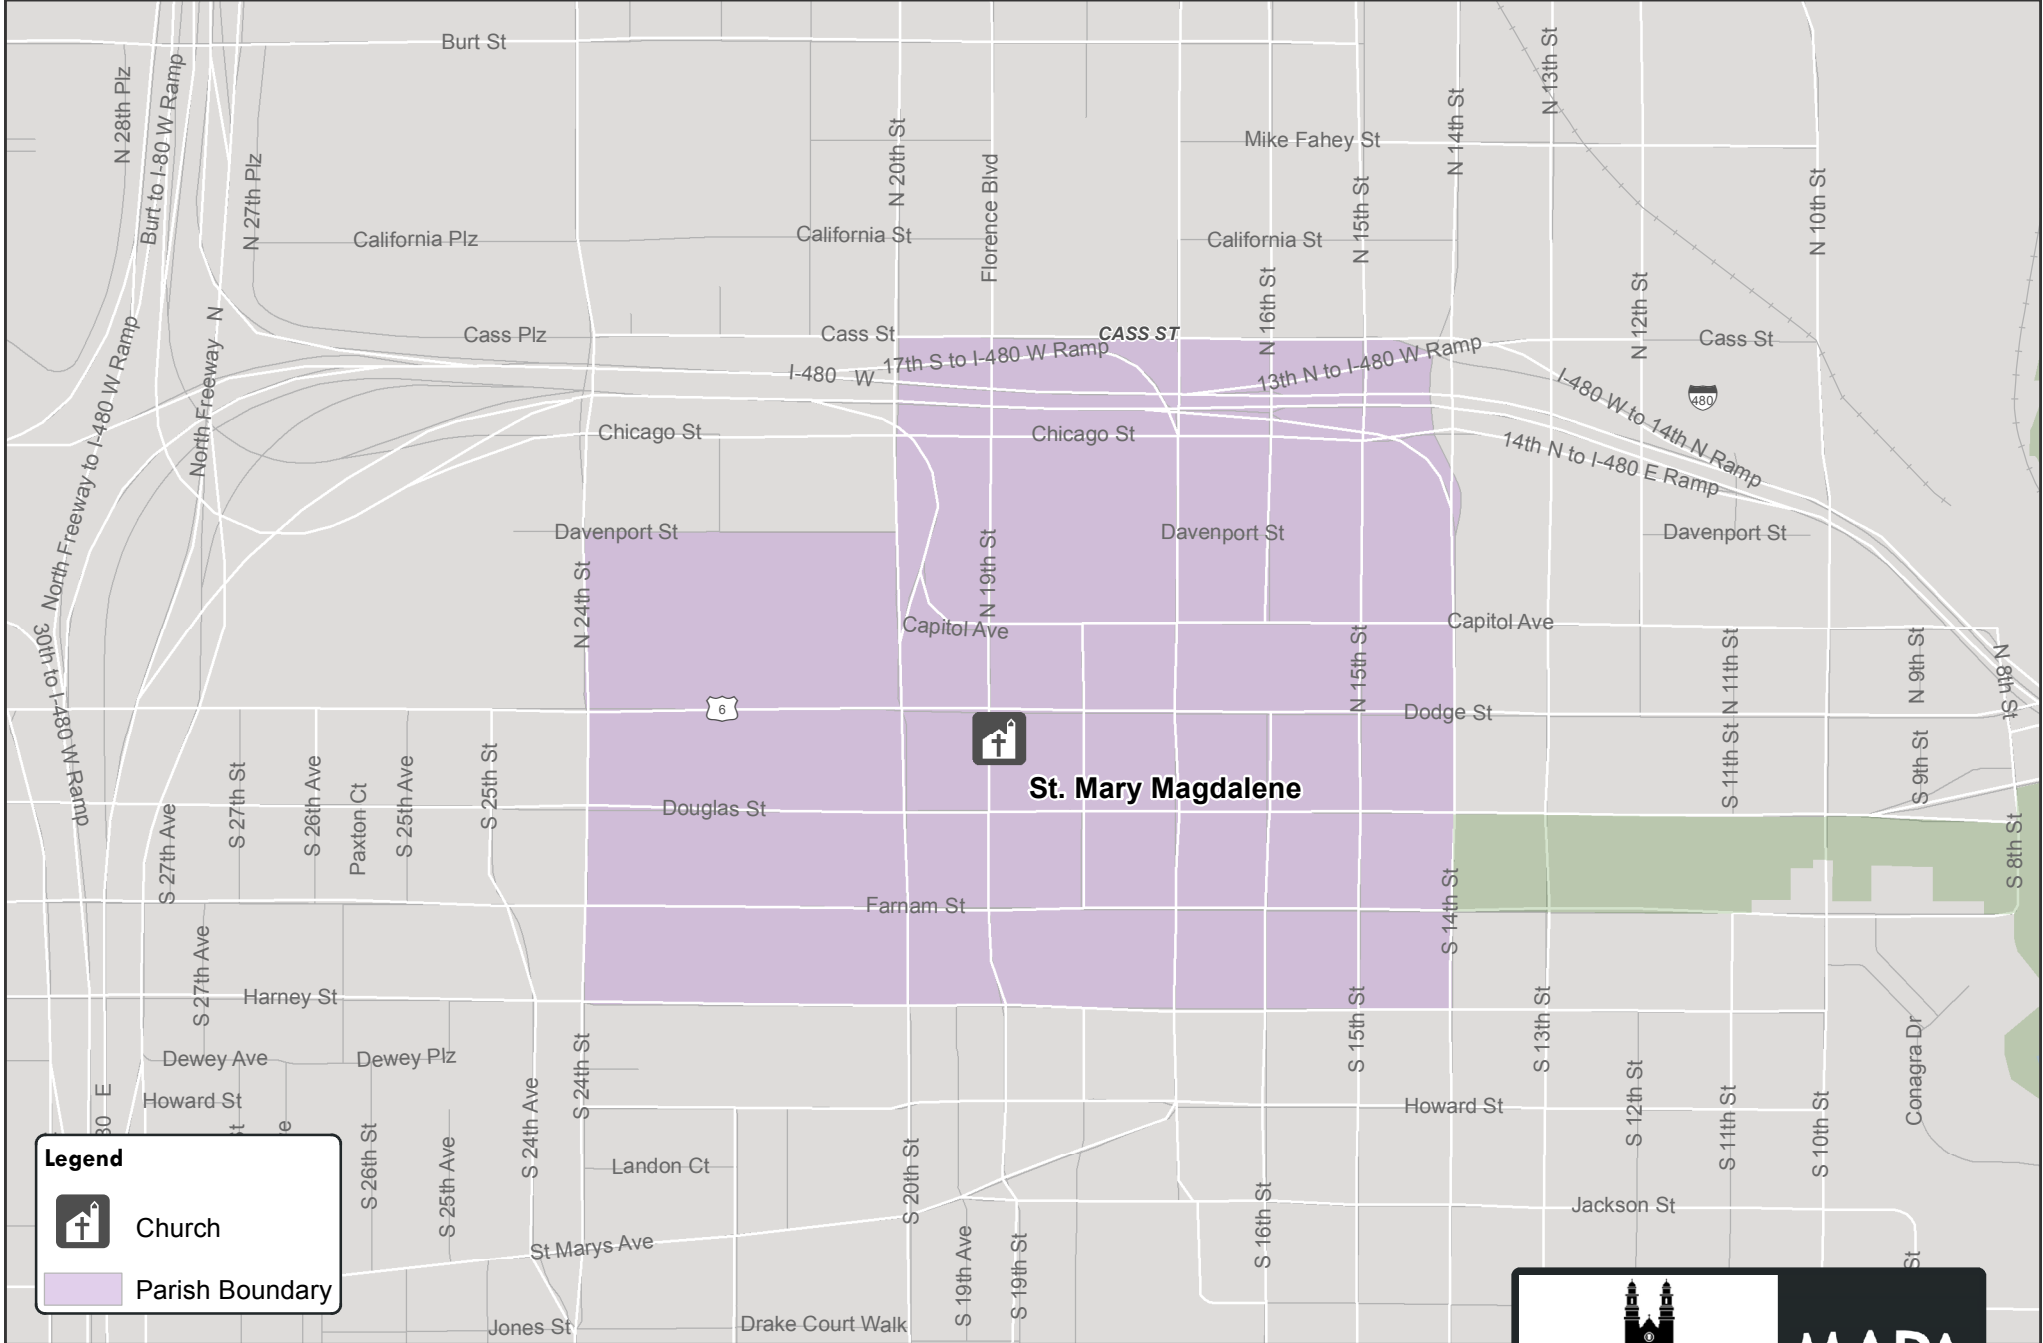 Burt St
N 28th Plz
Burt to I-80 W Ramp
N 27th Plz
N 20th St
Florence Blvd
Mike Fahey St
N 15th St
N 14th St
N 13th St
N 10th St
California Plz
California St
California St
N 16th St
N 12th St
North Freeway N
North Freeway to I-480 W Ramp
Cass Plz
Cass St
CASS ST
Cass St
17th S to I-480 W Ramp
13th N to I-480 W Ramp
I-480 W
I-480 W to 14th N Ramp
480
Chicago St
Chicago St
14th N to I-480 E Ramp
Davenport St
Davenport St
Davenport St
N 24th St
N 19th St
Capitol Ave
Capitol Ave
30th to I-480 W Ramp
N 15th St
N 11th St
N 9th St
N 8th St
6
Dodge St
S 27th Ave
S 27th St
S 26th Ave
Paxton Ct
S 25th Ave
S 25th St
St. Mary Magdalene
S 11th St
S 9th St
Douglas St
S 8th St
Farnam St
S 14th St
S 27th Ave
Harney St
S 15th St
S 13th St
Conagra Dr
Dewey Ave
Dewey Plz
S 24th St
Howard St
Howard St
80 E
St
e
S 26th St
S 25th Ave
S 24th Ave
S 12th St
S 11th St
S 10th St
Landon Ct
S 20th St
S 16th St
Jackson St
St Marys Ave
S 19th Ave
S 19th St
St
Jones St
Drake Court Walk
Legend
Church
Parish Boundary